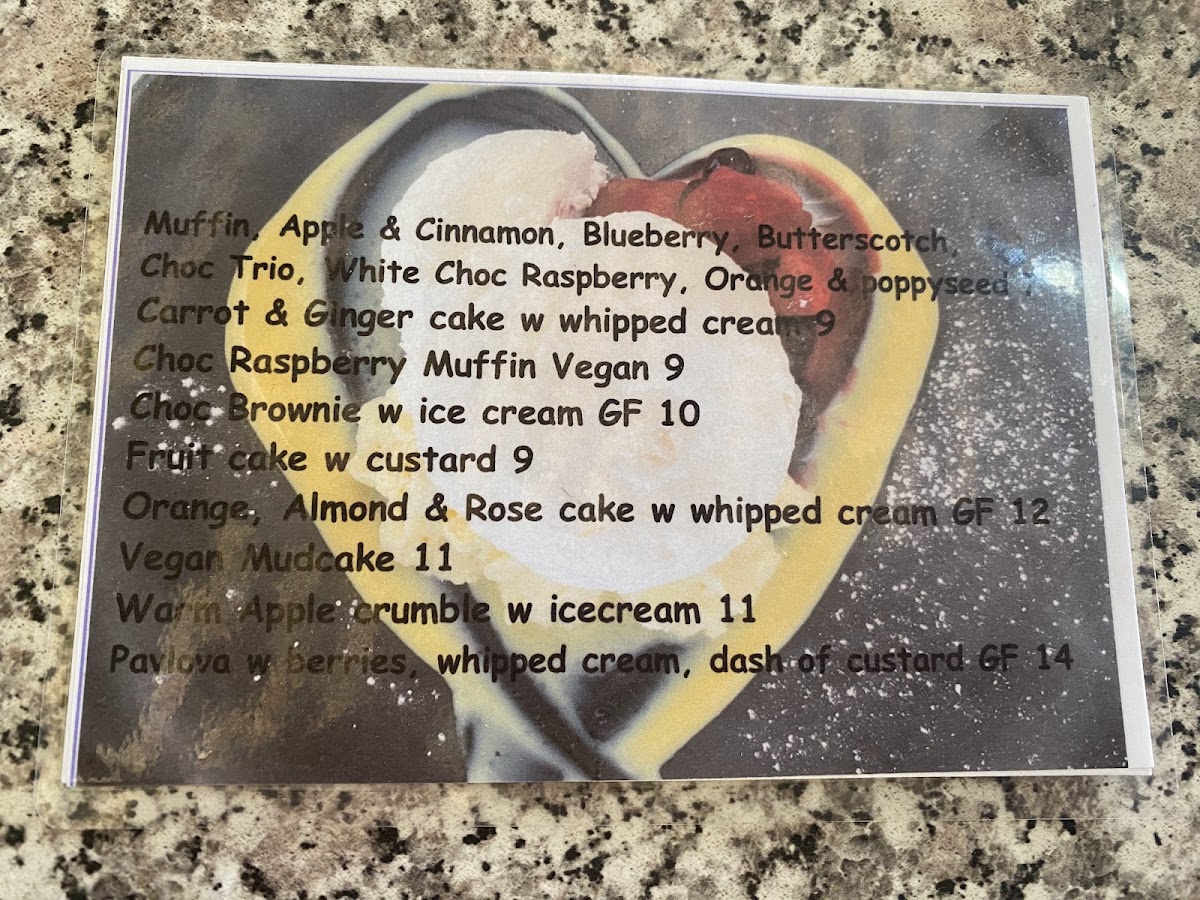 Muffin, Apple & Cinnamon, Blueberry, Butterscotch,
Choc Trio, White Choc Raspberry, Orange & poppyseed 7
Carrot & Ginger cake w whipped cream 9
Choc Raspberry Muffin Vegan 9
Choc Brownie w ice cream GF 10
Fruit cake w custard 9
Orange, Almond & Rose cake w whipped cream GF 12
Vegan Mudcake 11
Warm Apple crumble w icecream 11
Pavlova w berries, whipped cream, dash of custard GF 14